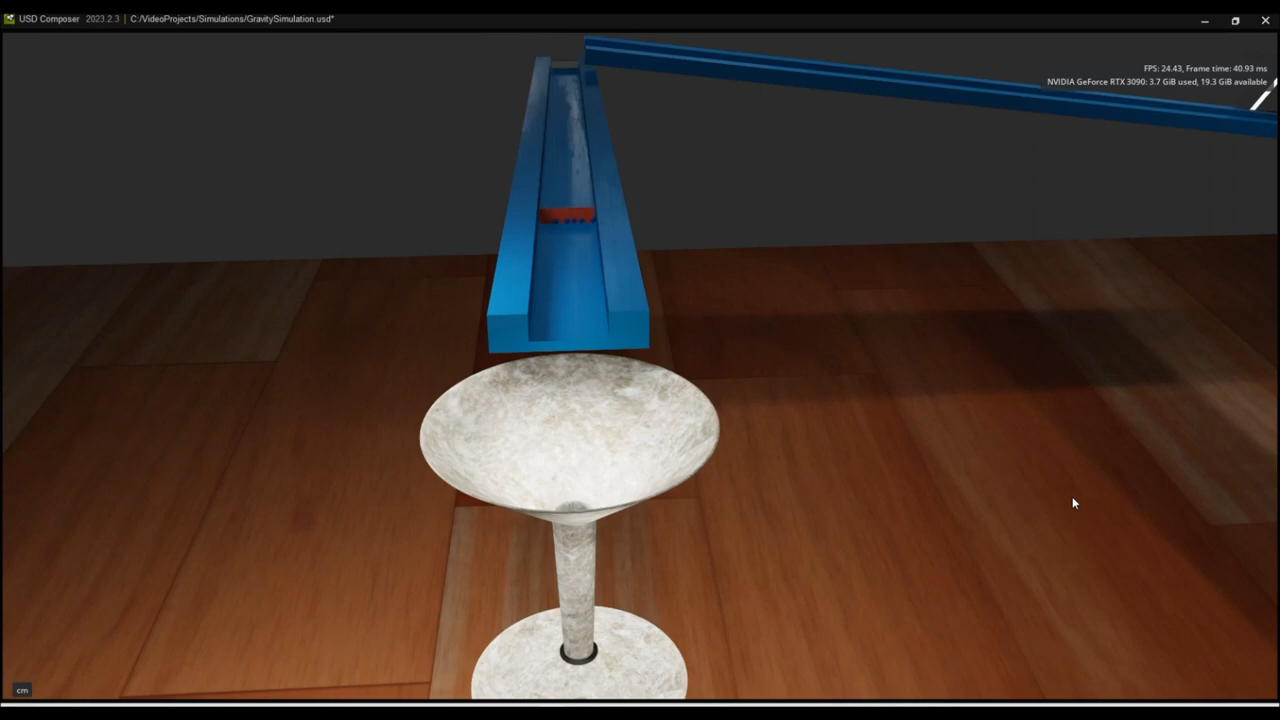 USD Composer 2023.2.3 | C:/VideoProjects/Simulations/GravitySimulation.usd*
FPS: 24.43, Frame time: 40.93 ms
NVIDIA GeForce RTX 3090: 3.7 GiB used, 19.3 GiB available
cm